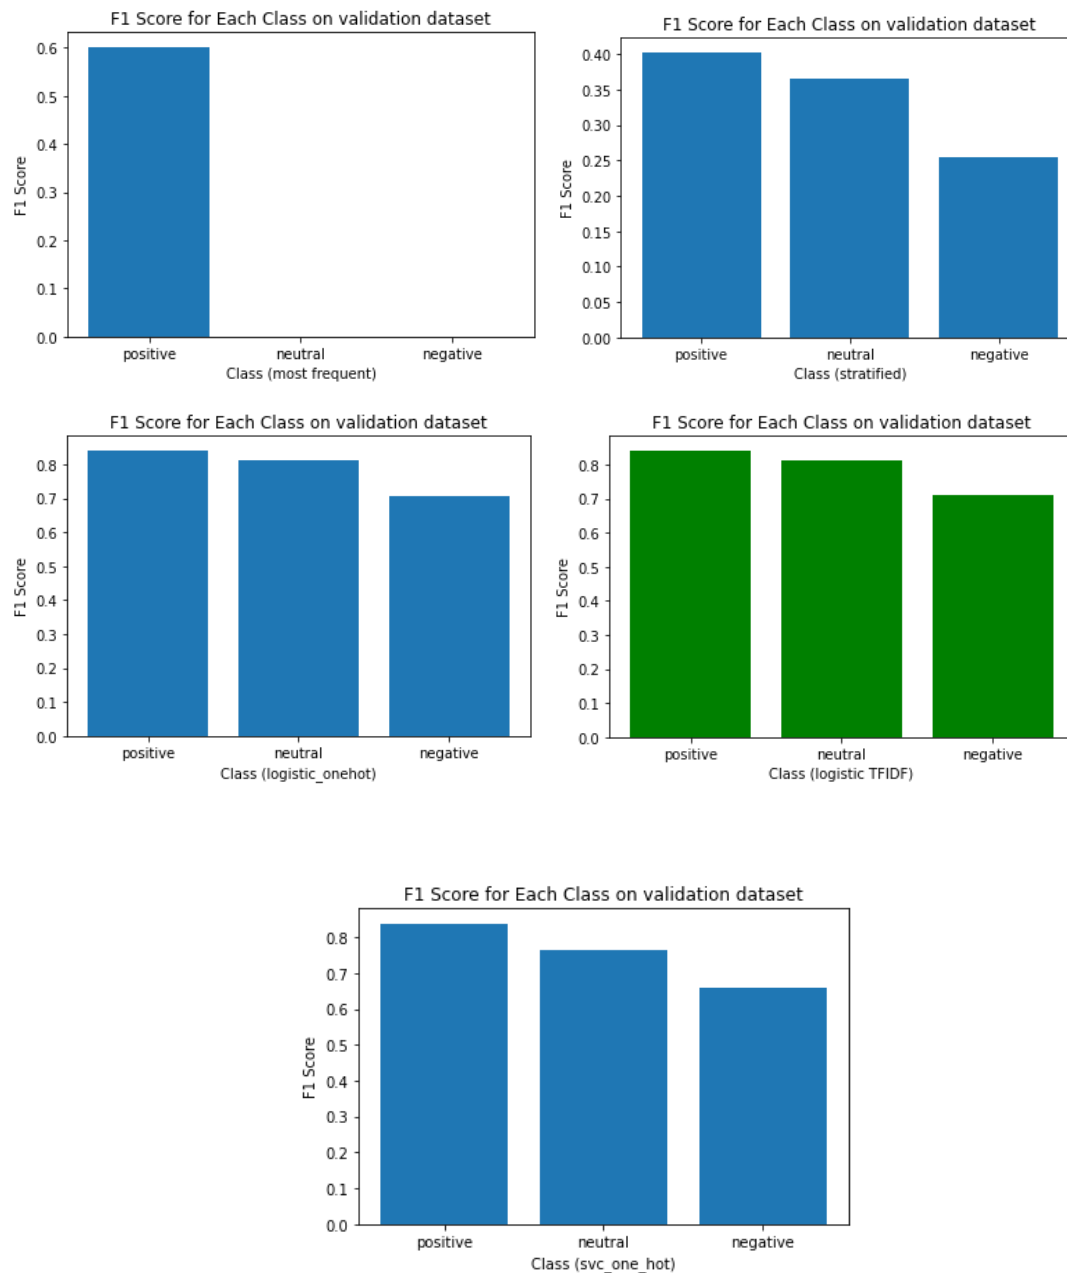 F1 Score for Each Class on validation dataset
F1 Score
0.6
0.5
0.4
0.3
0.2
0.1
0.0
positive neutral negative
Class (most frequent)
F1 Score for Each Class on validation dataset
F1 Score
0.40
0.35
0.30
0.25
0.20
0.15
0.10
0.05
0.00
positive neutral negative
Class (stratified)
F1 Score for Each Class on validation dataset
F1 Score
0.8
0.7
0.6
0.5
0.4
0.3
0.2
0.1
0.0
positive neutral negative
Class (logistic_onehot)
F1 Score for Each Class on validation dataset
F1 Score
0.8
0.7
0.6
0.5
0.4
0.3
0.2
0.1
0.0
positive neutral negative
Class (logistic TFIDF)
F1 Score for Each Class on validation dataset
F1 Score
0.8
0.7
0.6
0.5
0.4
0.3
0.2
0.1
0.0
positive neutral negative
Class (svc_one_hot)